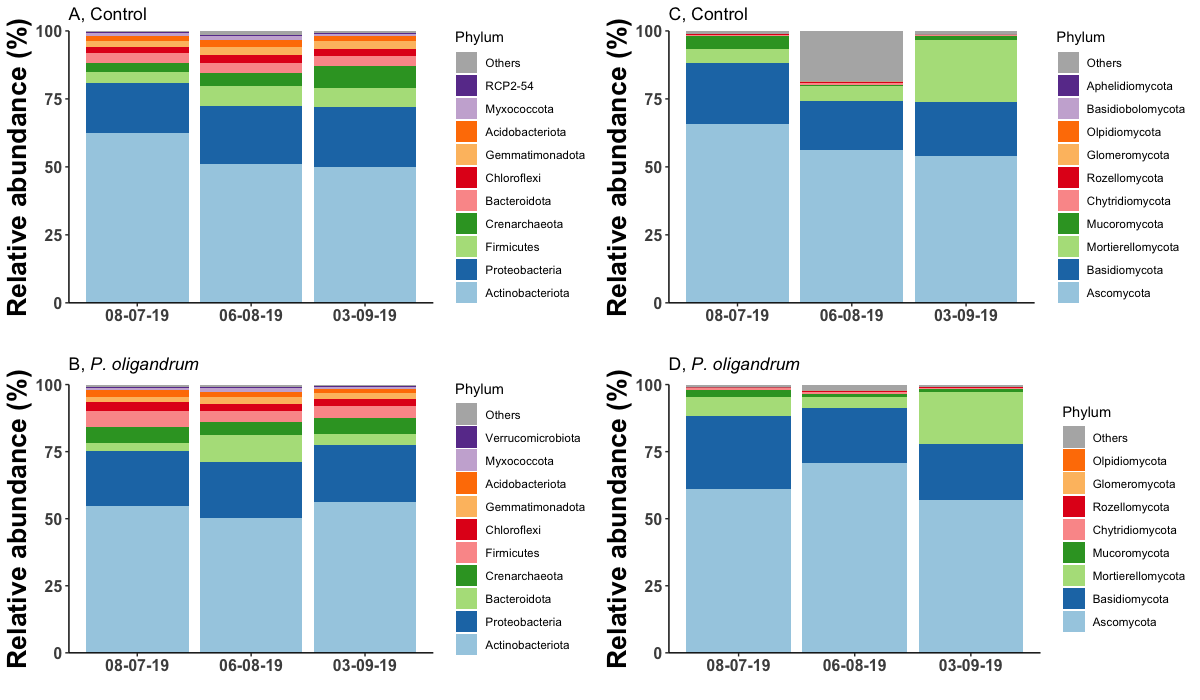 A, Control
Relative abundance (%)
100
75
50
25
0
08-07-19 06-08-19 03-09-19
Phylum
Others
RCP2-54
Myxococcota
Acidobacteriota
Gemmatimonadota
Chloroflexi
Bacteroidota
Crenarchaeota
Firmicutes
Proteobacteria
Actinobacteriota
C, Control
Relative abundance (%)
100
75
50
25
0
08-07-19 06-08-19 03-09-19
Phylum
Others
Aphelidiomycota
Basidiobolomycota
Olpidiomycota
Glomeromycota
Rozellomycota
Chytridiomycota
Mucoromycota
Mortierellomycota
Basidiomycota
Ascomycota
B, P. oligandrum
Relative abundance (%)
100
75
50
25
0
08-07-19 06-08-19 03-09-19
Phylum
Others
Verrucomicrobiota
Myxococcota
Acidobacteriota
Gemmatimonadota
Chloroflexi
Firmicutes
Crenarchaeota
Bacteroidota
Proteobacteria
Actinobacteriota
D, P. oligandrum
Relative abundance (%)
100
75
50
25
0
08-07-19 06-08-19 03-09-19
Phylum
Others
Olpidiomycota
Glomeromycota
Rozellomycota
Chytridiomycota
Mucoromycota
Mortierellomycota
Basidiomycota
Ascomycota